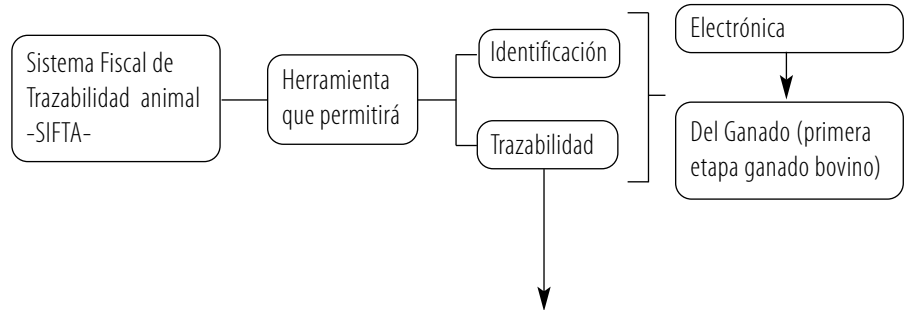 Sistema Fiscal de
Trazabilidad animal
-SIFTA-
Herramienta
que permitirá
Identificación
Trazabilidad
Electrónica
Del Ganado (primera
etapa ganado bovino)